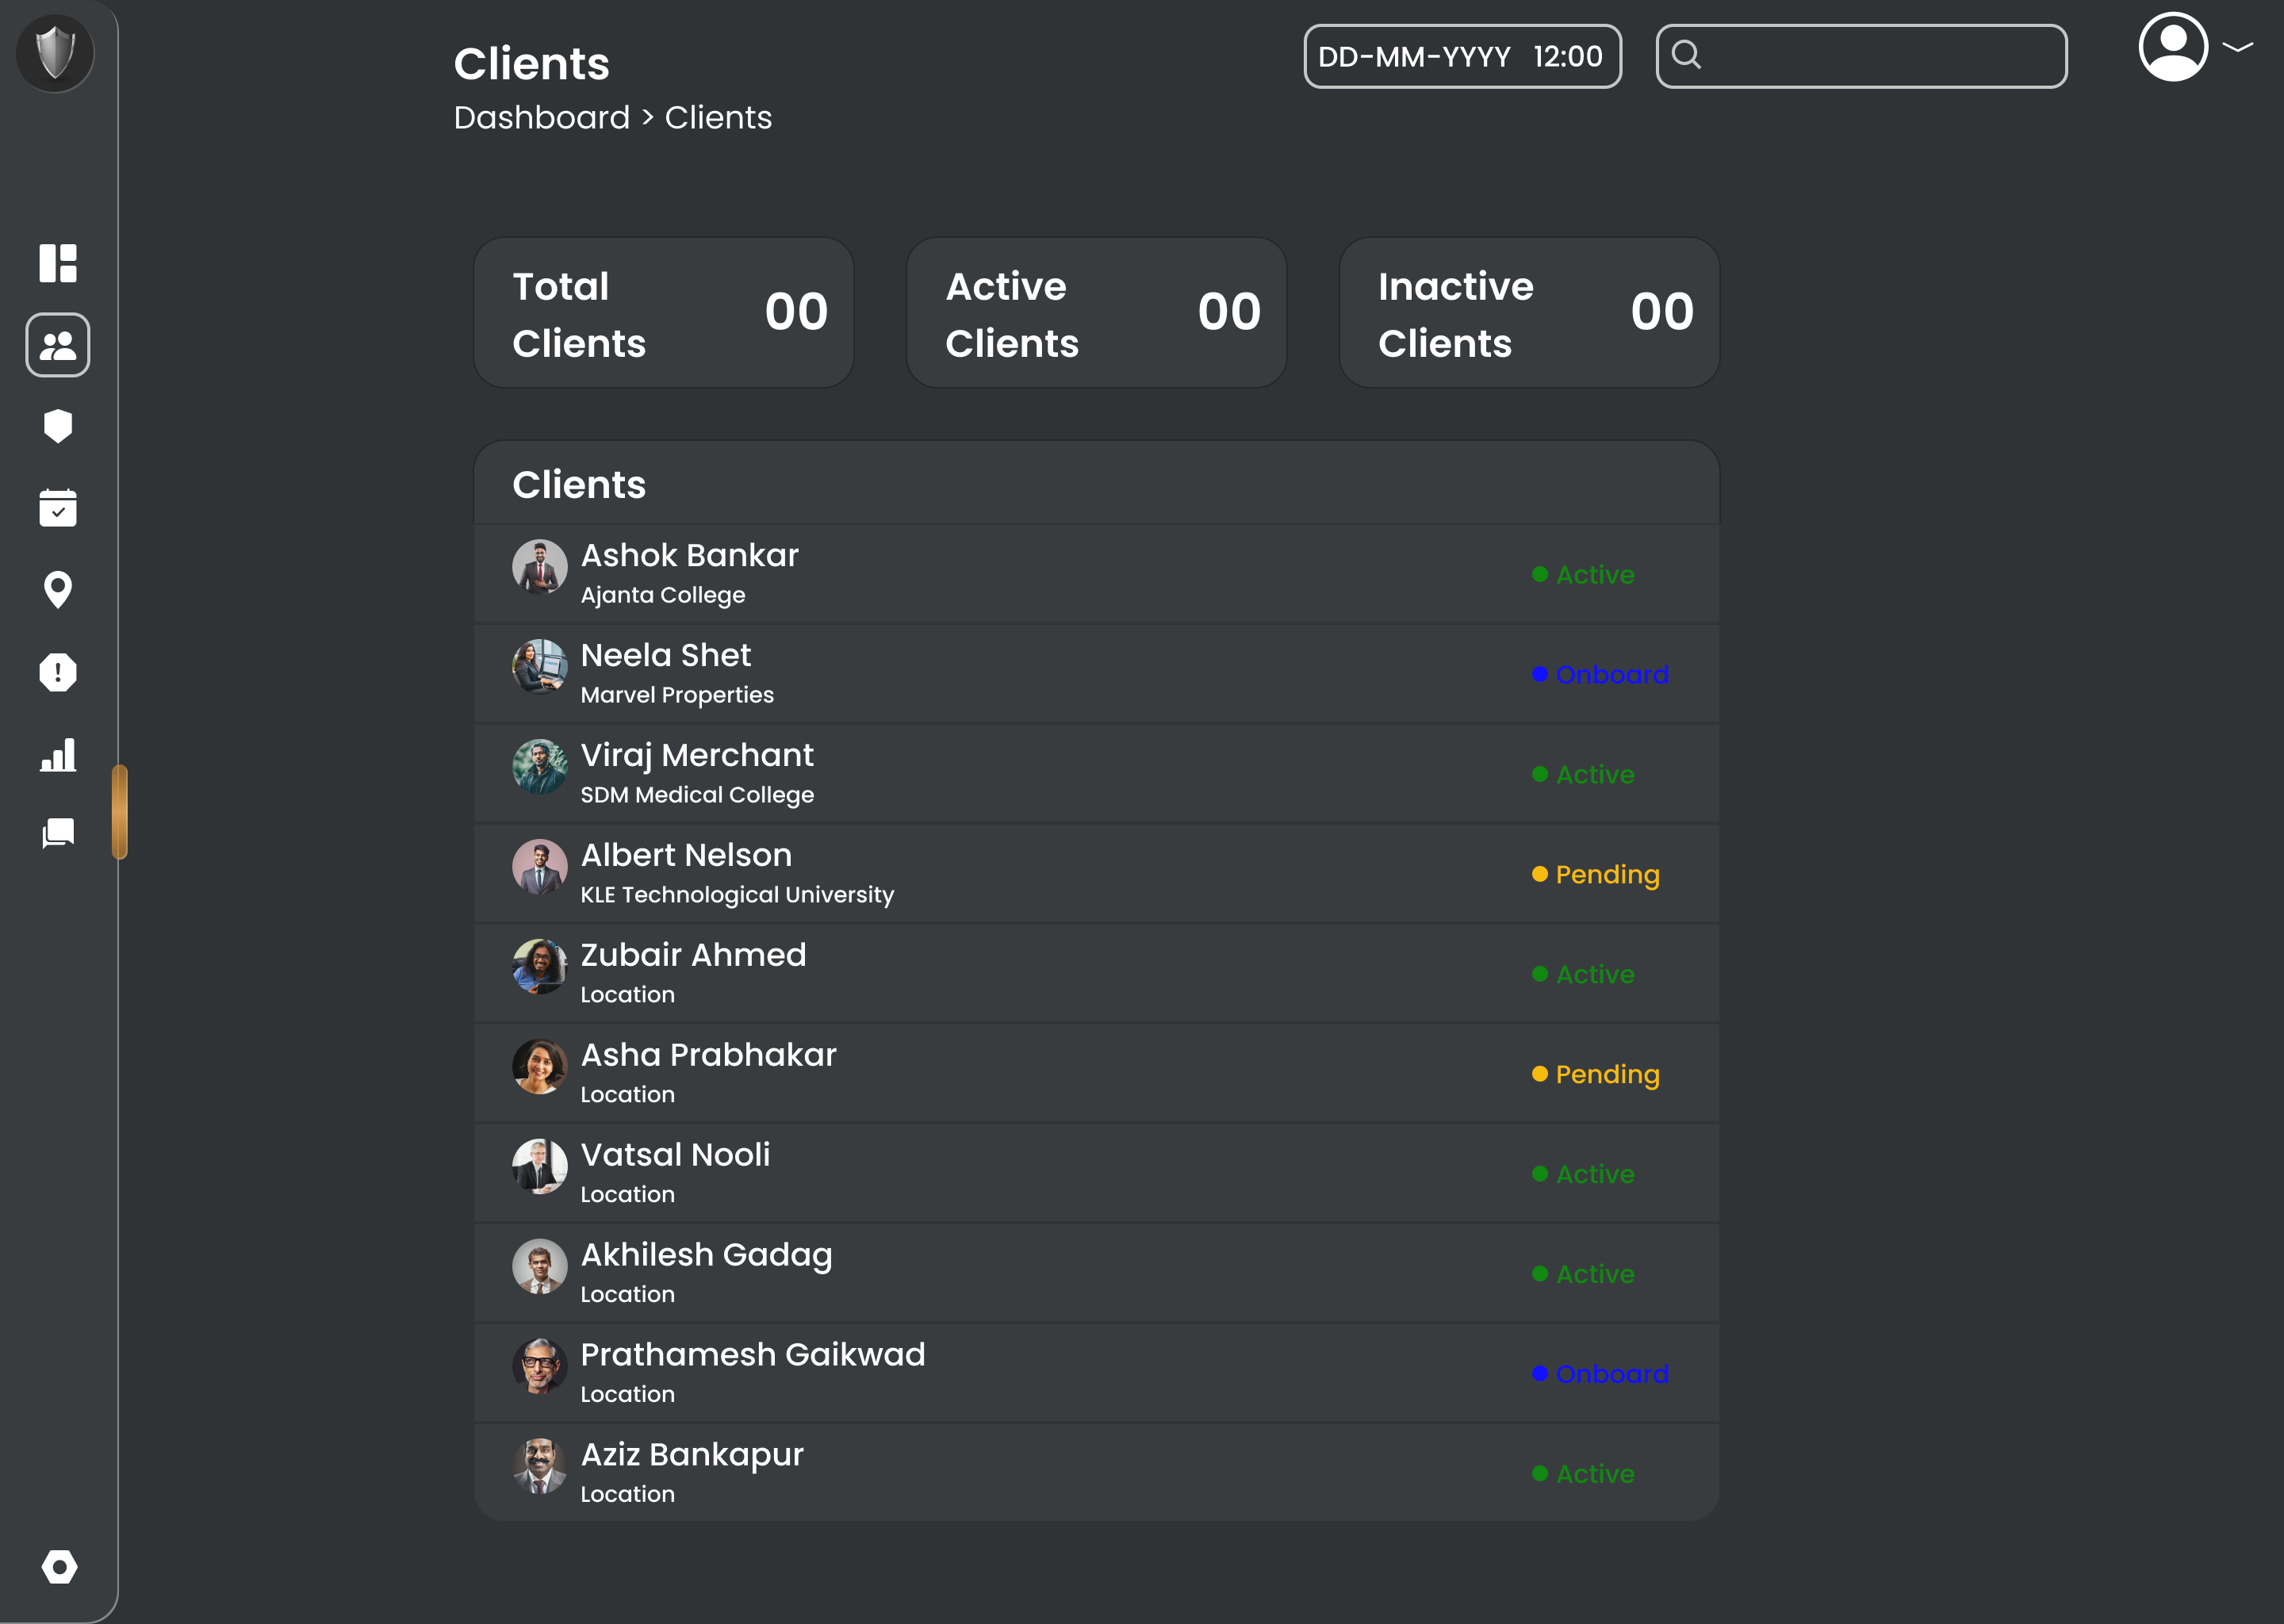 Clients
Dashboard > Clients
DD-MM-YYYY 12:00
Total
Clients
00
Active
Clients
00
Inactive
Clients
00
Clients
Ashok Bankar
Ajanta College
Active
Neela Shet
Marvel Properties
Onboard
Viraj Merchant
SDM Medical College
Active
Albert Nelson
KLE Technological University
Pending
Zubair Ahmed
Location
Active
Asha Prabhakar
Location
Pending
Vatsal Nooli
Location
Active
Akhilesh Gadag
Location
Active
Prathamesh Gaikwad
Location
Onboard
Aziz Bankapur
Location
Active